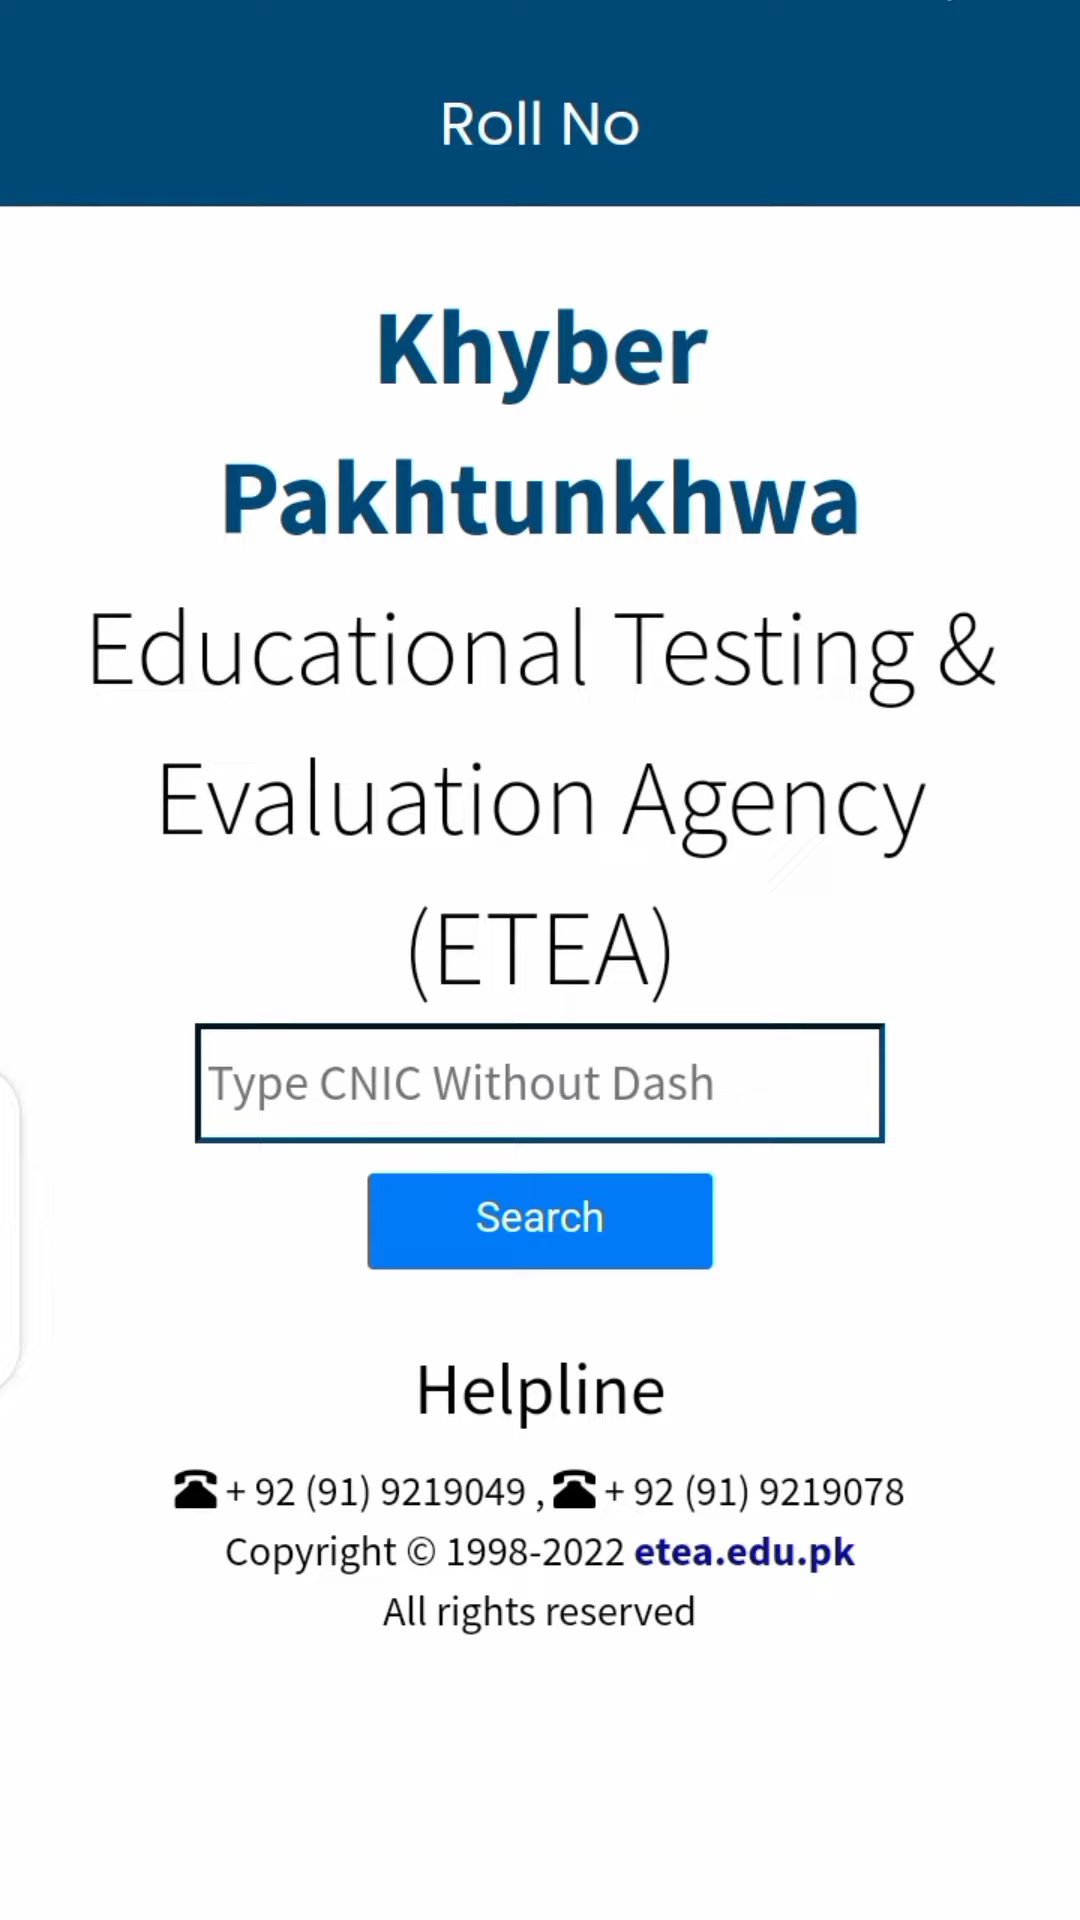 Roll No
Khyber
Pakhtunkhwa
Educational Testing &
Evaluation Agency
(ETEA)
Type CNIC Without Dash
Search
Helpline
+ 92 (91) 9219049 , + 92 (91) 9219078
Copyright © 1998-2022 etea.edu.pk
All rights reserved